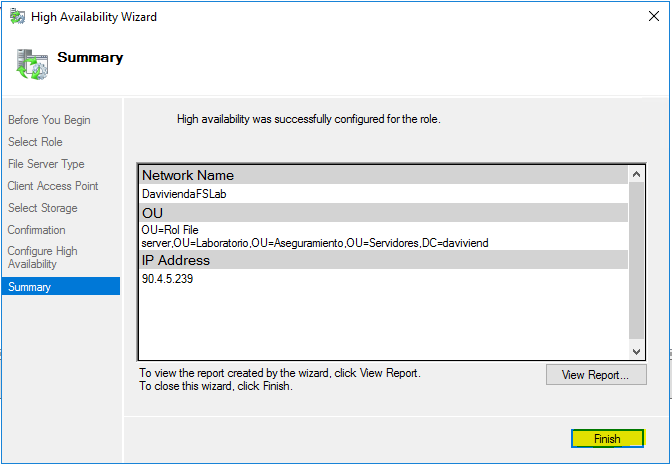 High Availability Wizard
Summary
Before You Begin
Select Role
File Server Type
Client Access Point
Select Storage
Confirmation
Configure High
Availability
Summary
High availability was successfully configured for the role.
Network Name
DaviviendaFSLab
OU
OU=Rol File
server,OU=Laboratorio,OU=Aseguramiento,OU=Servidores,DC=daviviend
IP Address
90.4.5.239
To view the report created by the wizard, click View Report.
To close this wizard, click Finish.
View Report...
Finish